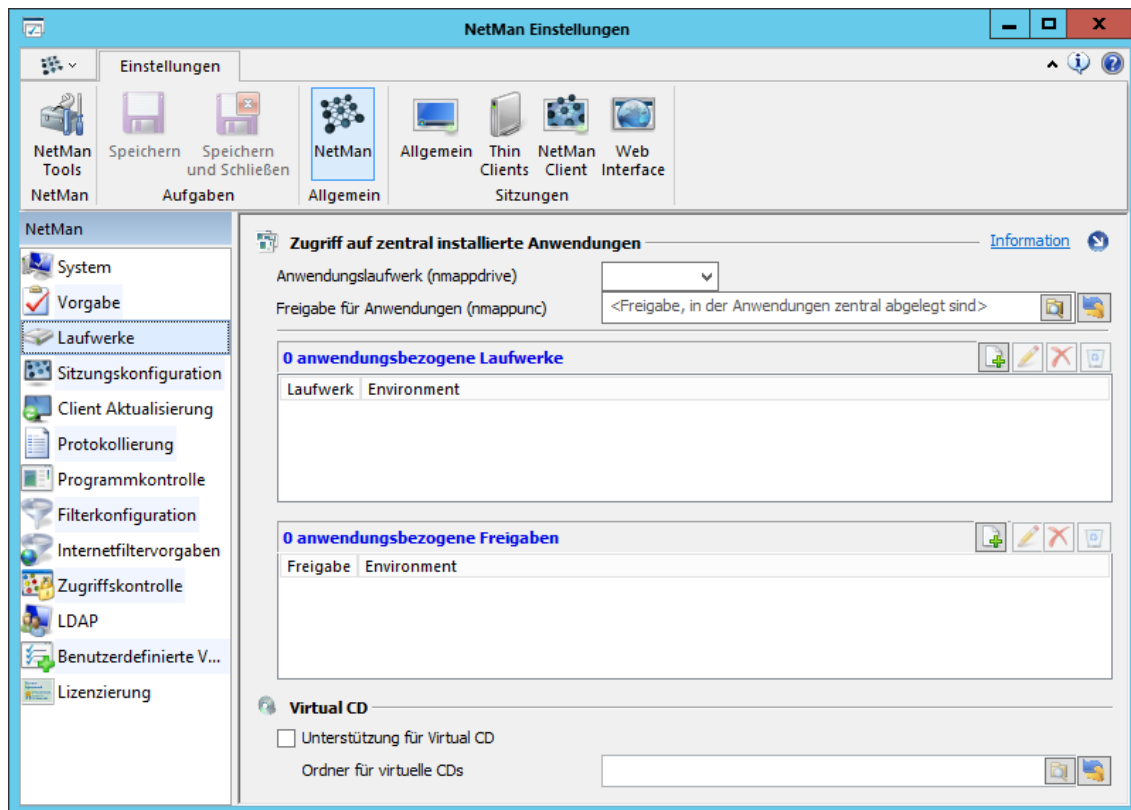 NetMan Einstellungen
Einstellungen
NetMan Tools
Speichern
Speichern und Schließen
NetMan
Allgemein
Thin Clients
NetMan Client
Web Interface
NetMan
Aufgaben
Allgemein
Sitzungen
NetMan
System
Vorgabe
Laufwerke
Sitzungskonfiguration
Client Aktualisierung
Protokollierung
Programmkontrolle
Filterkonfiguration
Internetfiltervorgaben
Zugriffskontrolle
LDAP
Benutzerdefinierte V...
Lizenzierung
Zugriff auf zentral installierte Anwendungen
Information
Anwendungslaufwerk (nmappdrive)
Freigabe für Anwendungen (nmappunc)
<Freigabe, in der Anwendungen zentral abgelegt sind>
0 anwendungsbezogene Laufwerke
Laufwerk Environment
0 anwendungsbezogene Freigaben
Freigabe Environment
Virtual CD
Unterstützung für Virtual CD
Ordner für virtuelle CDs